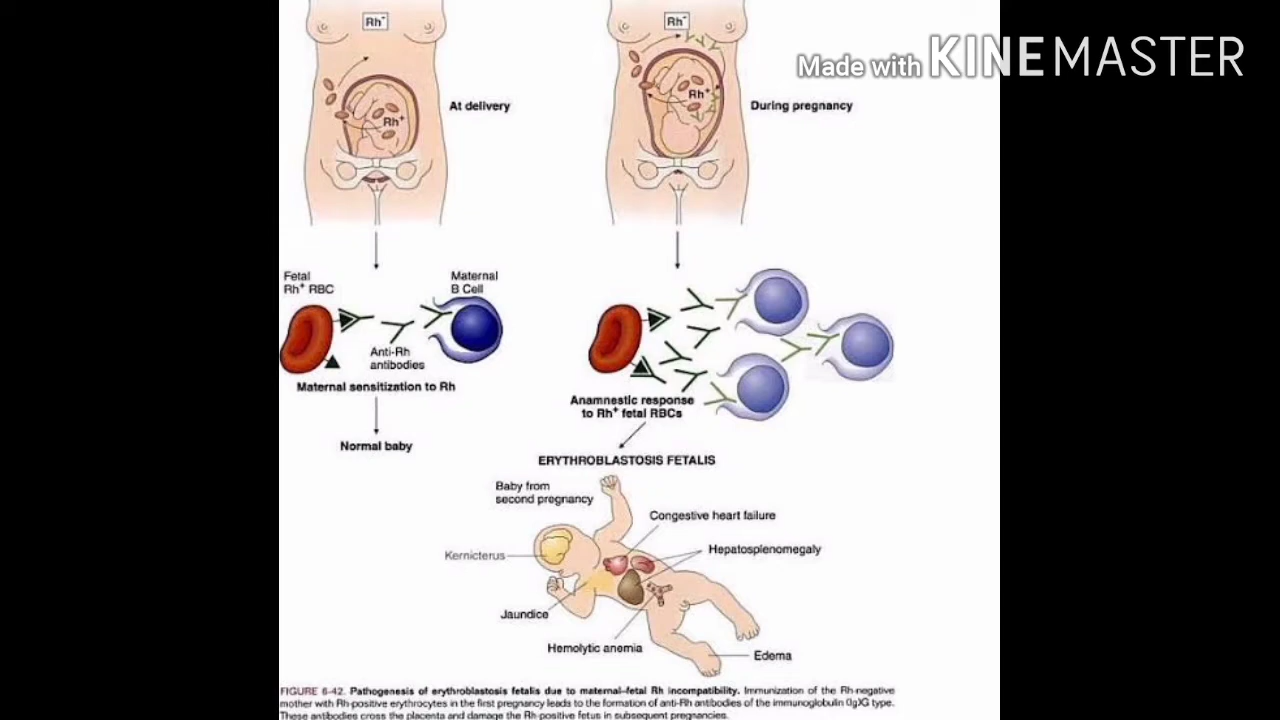 Rh⁻
Rh⁻
Made with KINEMASTER
Rh⁺
At delivery
Rh⁺
During pregnancy
Fetal
Rh⁺ RBC
Maternal
B Cell
Anti-Rh
antibodies
Maternal sensitization to Rh
Normal baby
Anamnestic response
to Rh⁺ fetal RBCs
ERYTHROBLASTOSIS FETALIS
Baby from
second pregnancy
Congestive heart failure
Kernicterus
Hepatosplenomegaly
Jaundice
Hemolytic anemia
Edema
FIGURE 6-42. Pathogenesis of erythroblastosis fetalis due to maternal-fetal Rh incompatibility. Immunization of the Rh-negative
mother with Rh-positive erythrocytes in the first pregnancy leads to the formation of anti-Rh antibodies of the immunoglobulin (Ig)G type.
These antibodies cross the placenta and damage the Rh-positive fetus in subsequent pregnancies.